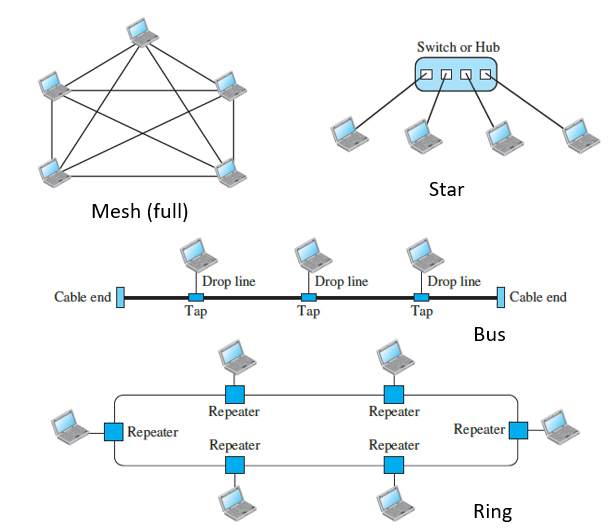 Switch or Hub
Star
Mesh (full)
Drop line
Drop line
Drop line
Cable end
Cable end
Tap
Tap
Tap
Bus
Repeater
Repeater
Repeater
Repeater
Repeater
Repeater
Ring